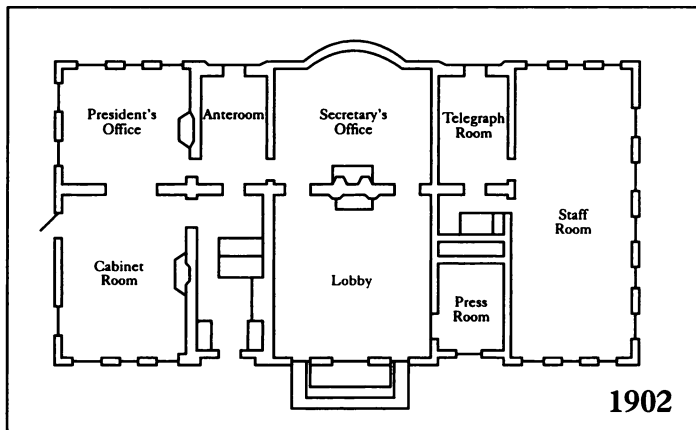 President's
Office
Anteroom
Secretary's
Office
Telegraph
Room
Staff
Room
Cabinet
Room
Lobby
Press
Room
1902